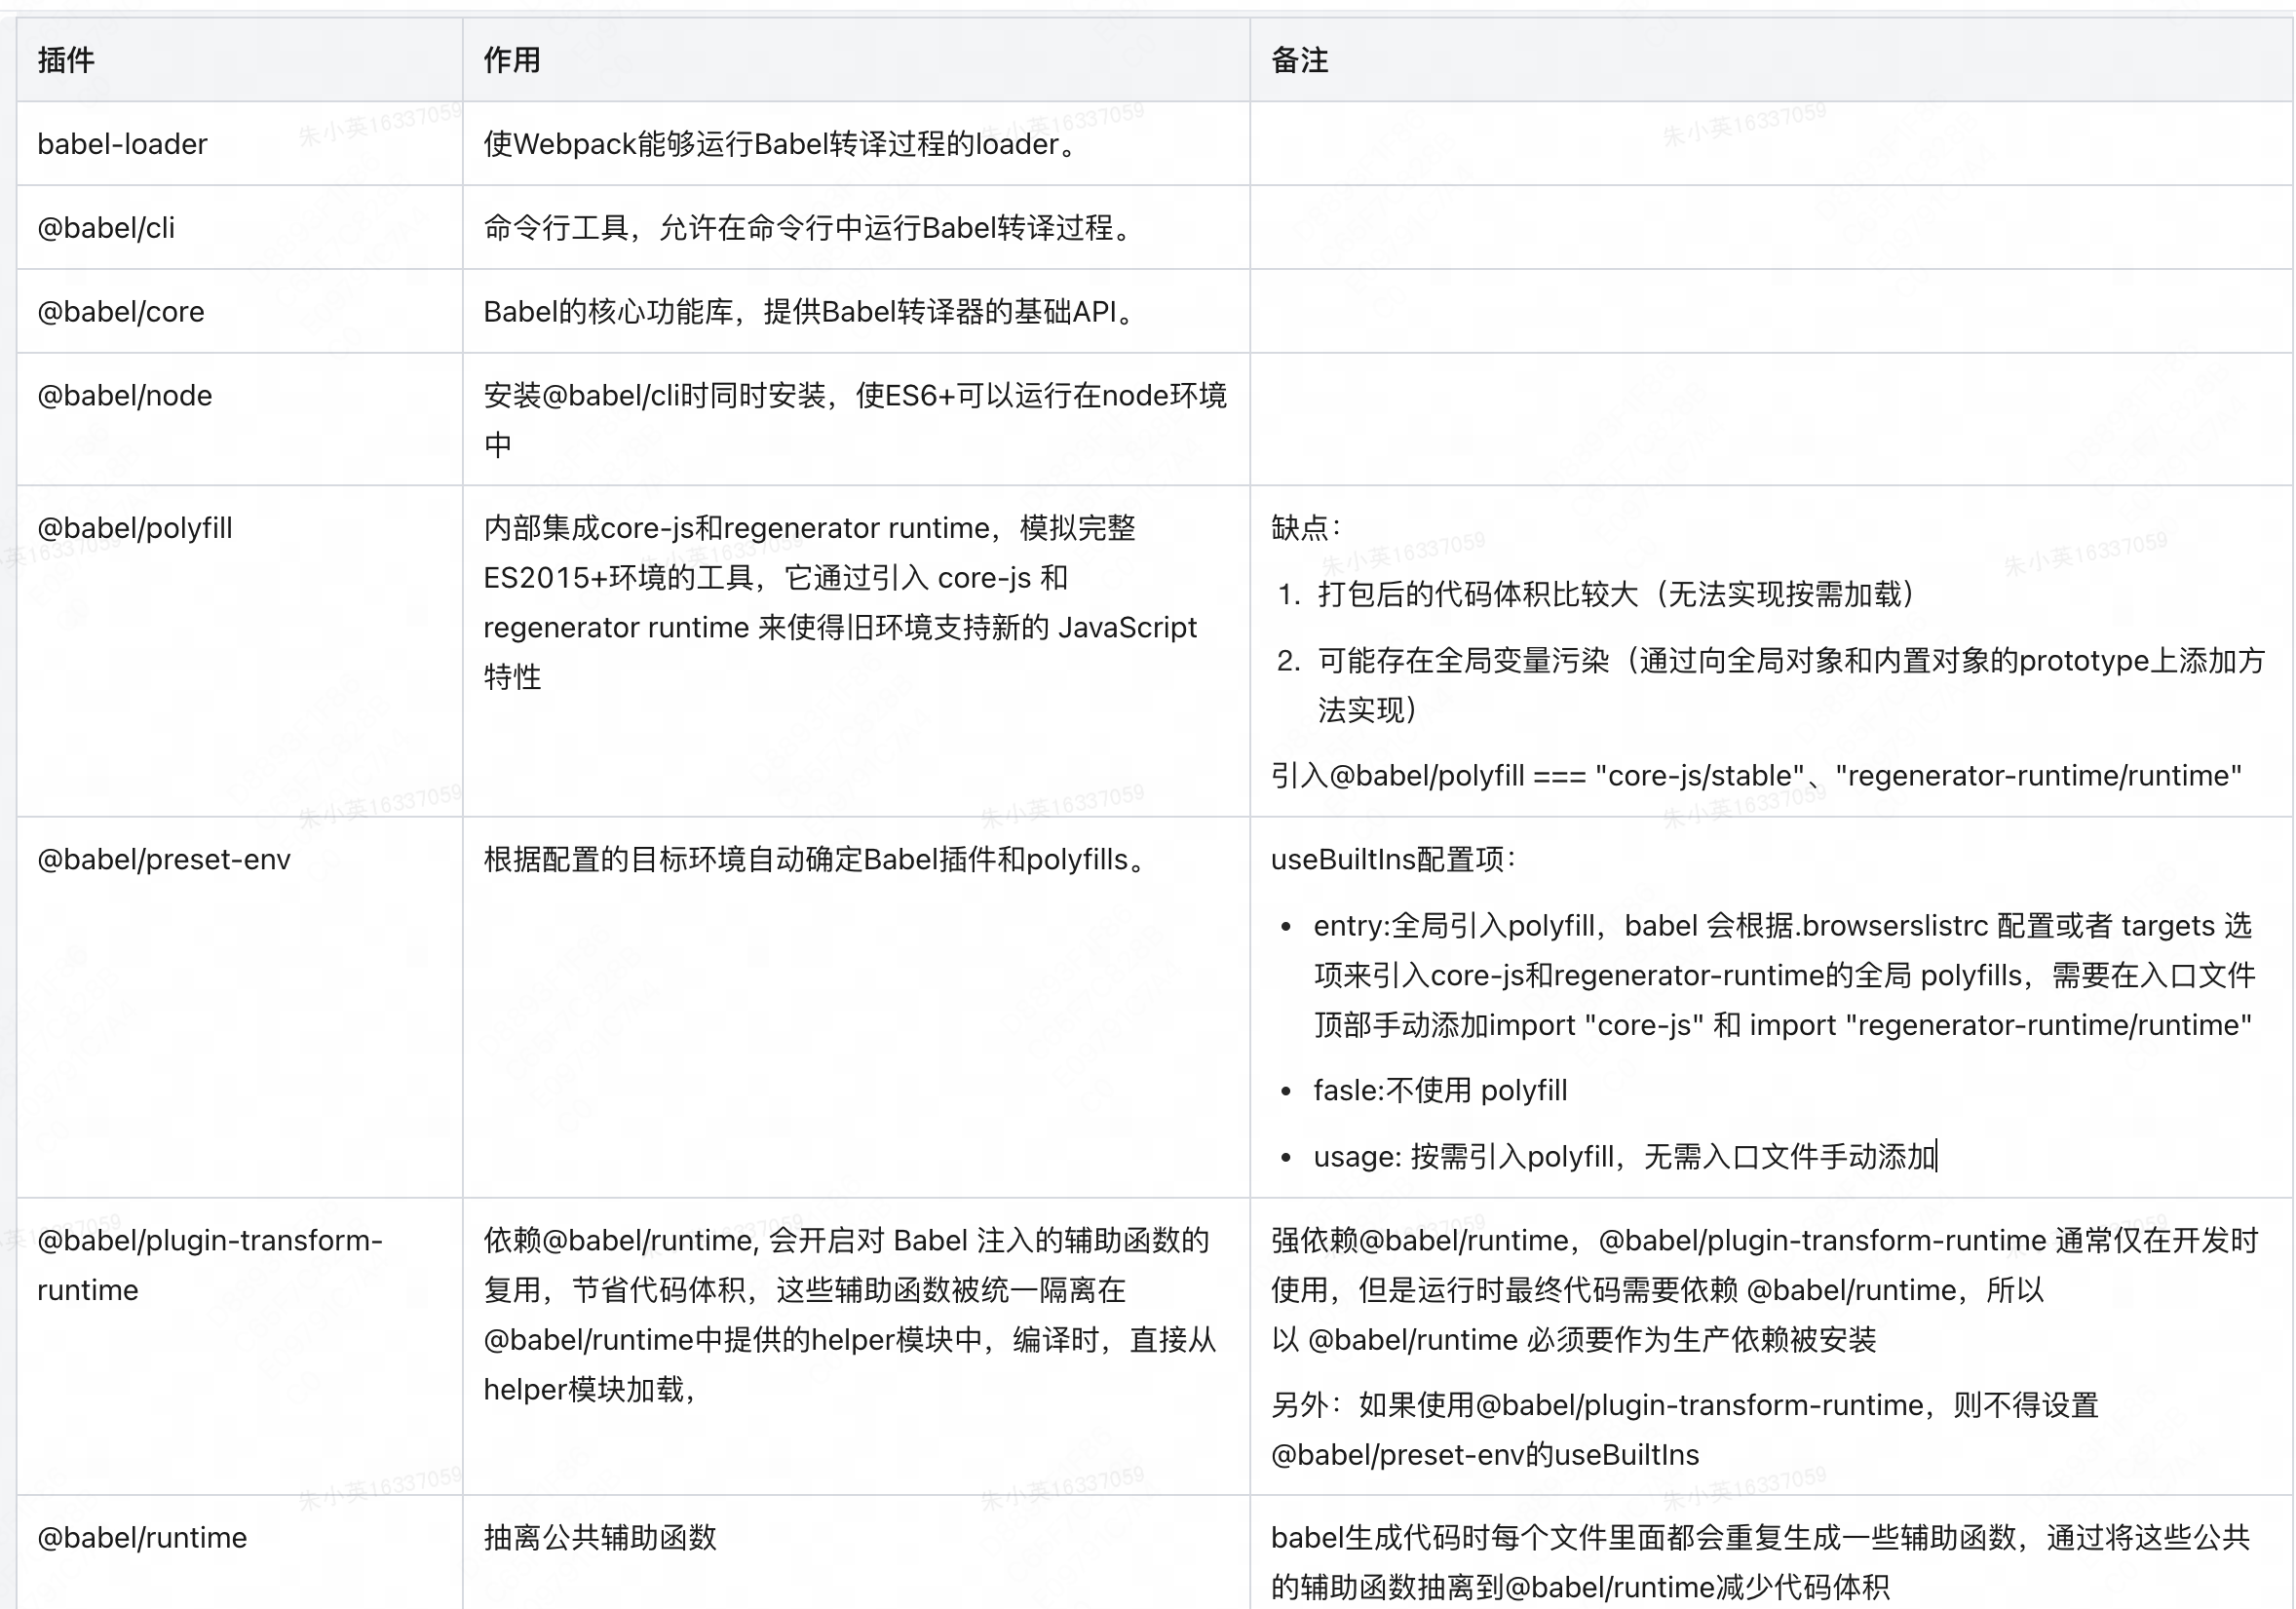 插件	作用	备注
babel-loader	使Webpack能够运行Babel转译过程的loader。
@babel/cli	命令行工具，允许在命令行中运行Babel转译过程。
@babel/core	Babel的核心功能库，提供Babel转译器的基础API。
@babel/node	安装@babel/cli时同时安装，使ES6+可以运行在node环境
中
@babel/polyfill
内部集成core-js和regenerator runtime，模拟完整
ES2015+环境的工具，它通过引入 core-js 和
regenerator runtime 来使得旧环境支持新的 JavaScript
特性
缺点：
1. 打包后的代码体积比较大（无法实现按需加载）
2. 可能存在全局变量污染（通过向全局对象和内置对象的prototype上添加方
法实现）
引入@babel/polyfill === "core-js/stable"、"regenerator-runtime/runtime"
@babel/preset-env
根据配置的目标环境自动确定Babel插件和polyfills。
useBuiltIns配置项：
• entry:全局引入polyfill，babel 会根据.browserslistrc 配置或者 targets 选
项来引入core-js和regenerator-runtime的全局 polyfills，需要在入口文件
顶部手动添加import "core-js" 和 import "regenerator-runtime/runtime"
• fasle:不使用 polyfill
• usage: 按需引入polyfill，无需入口文件手动添加
@babel/plugin-transform-
runtime
依赖@babel/runtime, 会开启对 Babel 注入的辅助函数的
复用，节省代码体积，这些辅助函数被统一隔离在
@babel/runtime中提供的helper模块中，编译时，直接从
helper模块加载，
强依赖@babel/runtime，@babel/plugin-transform-runtime 通常仅在开发时
使用，但是运行时最终代码需要依赖 @babel/runtime，所以
以 @babel/runtime 必须要作为生产依赖被安装
另外：如果使用@babel/plugin-transform-runtime，则不得设置
@babel/preset-env的useBuiltIns
@babel/runtime
抽离公共辅助函数
babel生成代码时每个文件里面都会重复生成一些辅助函数，通过将这些公共
的辅助函数抽离到@babel/runtime减少代码体积
朱小英16337059